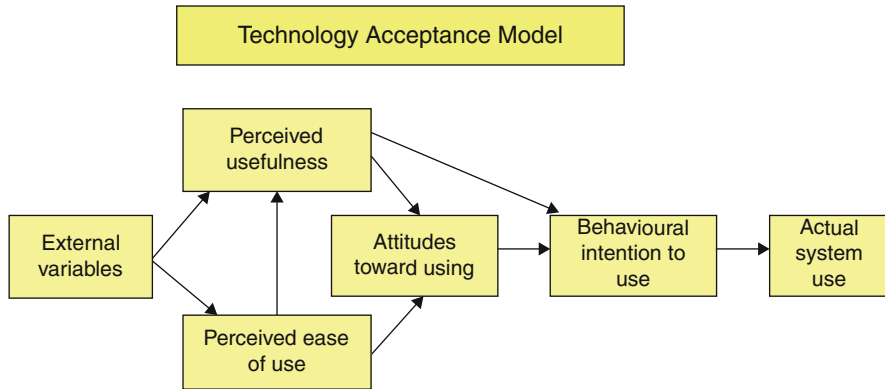 Technology Acceptance Model
Perceived
usefulness
External
variables
Attitudes
toward using
Behavioural
intention to
use
Actual
system
use
Perceived ease
of use